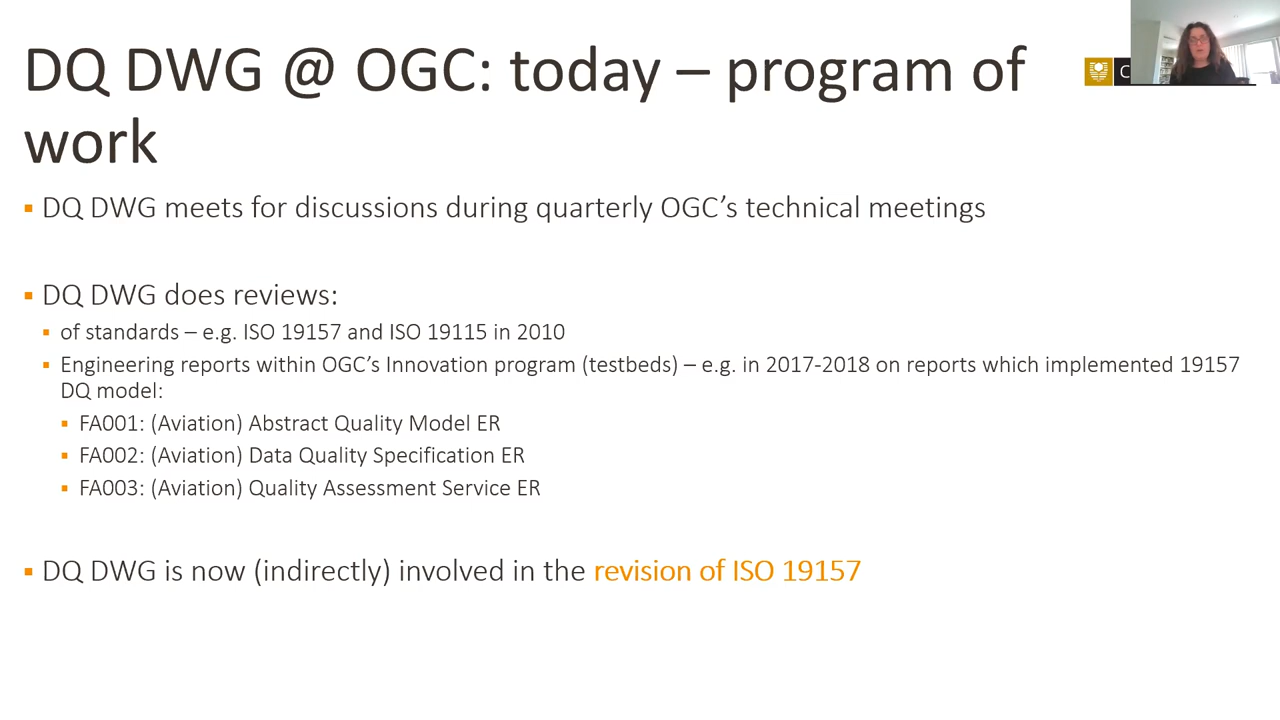 DQ DWG @ OGC: today – program of
work
▪ DQ DWG meets for discussions during quarterly OGC’s technical meetings
▪ DQ DWG does reviews:
▪ of standards – e.g. ISO 19157 and ISO 19115 in 2010
▪ Engineering reports within OGC’s Innovation program (testbeds) – e.g. in 2017-2018 on reports which implemented 19157
DQ model:
▪ FA001: (Aviation) Abstract Quality Model ER
▪ FA002: (Aviation) Data Quality Specification ER
▪ FA003: (Aviation) Quality Assessment Service ER
▪ DQ DWG is now (indirectly) involved in the revision of ISO 19157